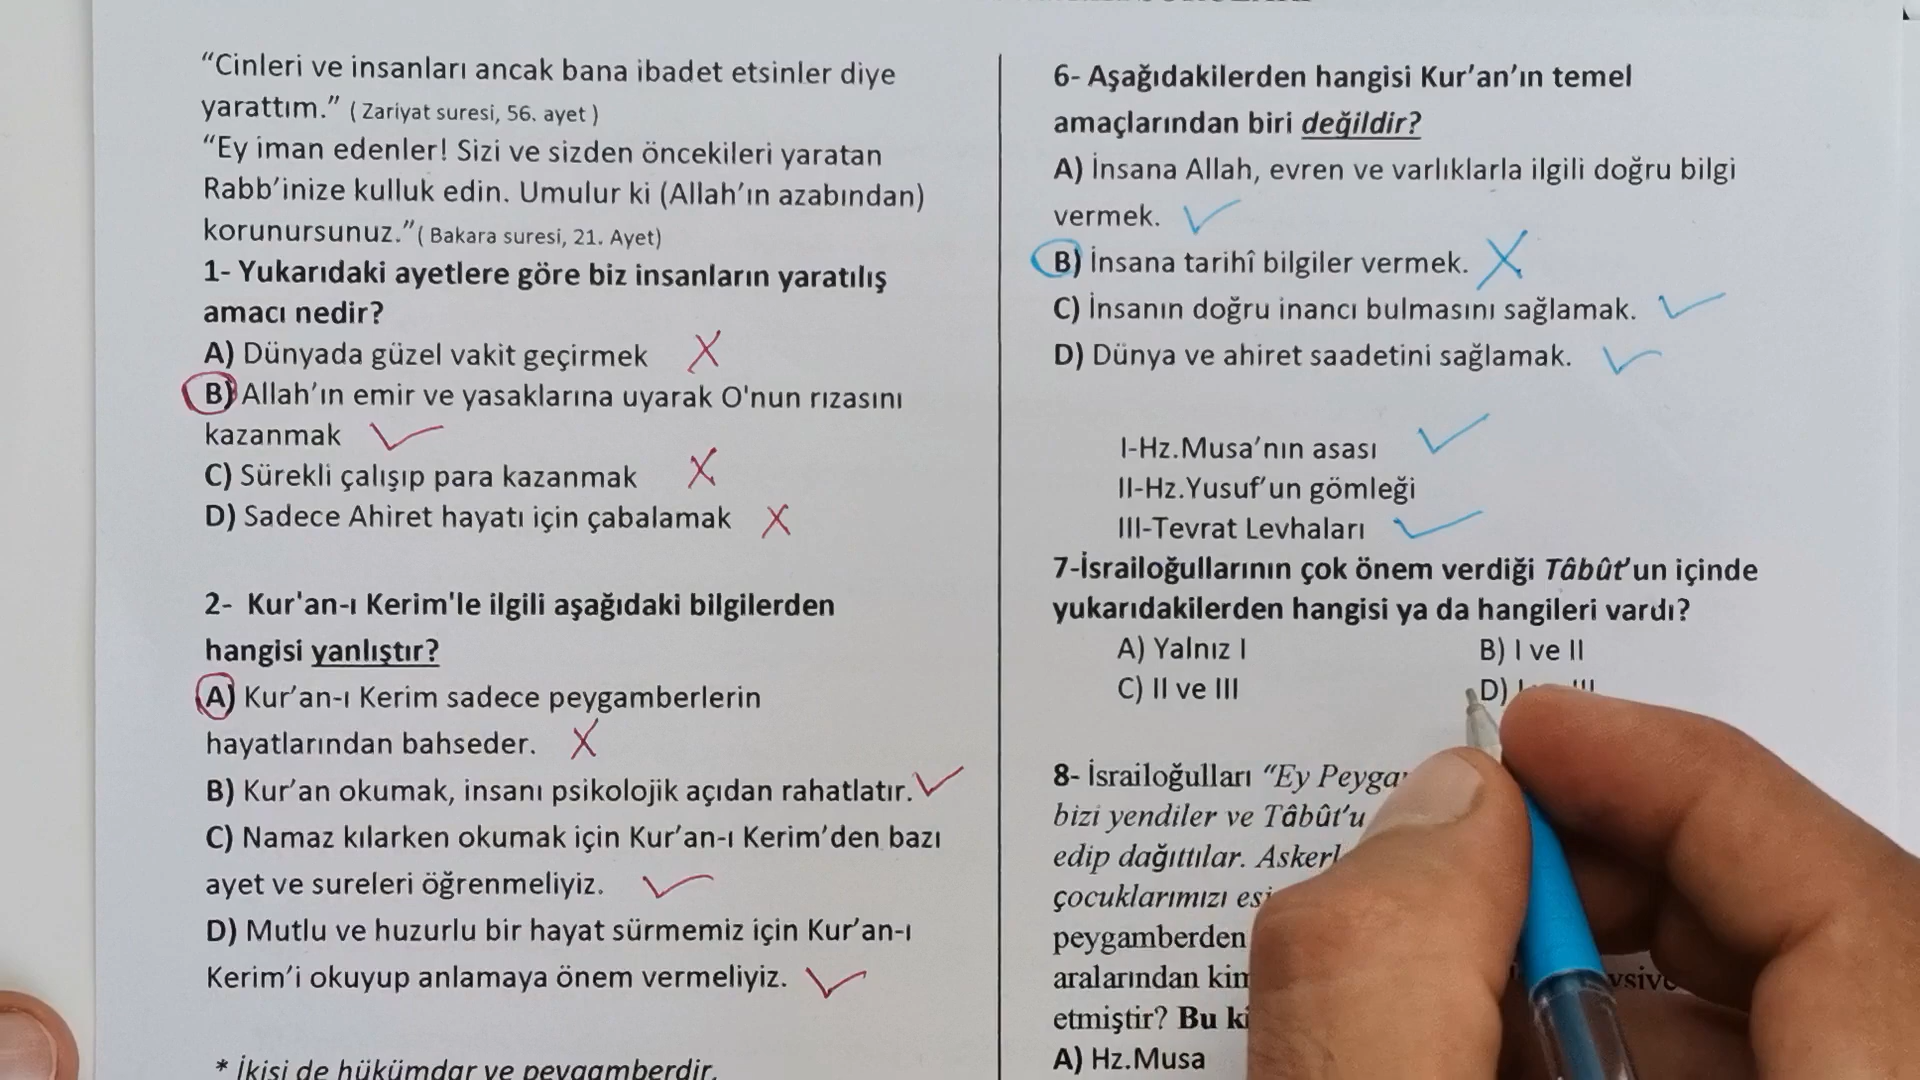 “Cinleri ve insanları ancak bana ibadet etsinler diye
yarattım.” ( Zariyat suresi, 56. ayet )
“Ey iman edenler! Sizi ve sizden öncekileri yaratan
Rabb’inize kulluk edin. Umulur ki (Allah’ın azabından)
korunursunuz.”( Bakara suresi, 21. Ayet)
1- Yukarıdaki ayetlere göre biz insanların yaratılış
amacı nedir?
A) Dünyada güzel vakit geçirmek
B) Allah’ın emir ve yasaklarına uyarak O'nun rızasını
kazanmak
C) Sürekli çalışıp para kazanmak
D) Sadece Ahiret hayatı için çabalamak
2- Kur'an-ı Kerim'le ilgili aşağıdaki bilgilerden
hangisi yanlıştır?
A) Kur’an-ı Kerim sadece peygamberlerin
hayatlarından bahseder.
B) Kur’an okumak, insanı psikolojik açıdan rahatlatır.
C) Namaz kılarken okumak için Kur’an-ı Kerim’den bazı
ayet ve sureleri öğrenmeliyiz.
D) Mutlu ve huzurlu bir hayat sürmemiz için Kur’an-ı
Kerim’i okuyup anlamaya önem vermeliyiz.
* İkisi de hükümdar ve peygamberdir.
6- Aşağıdakilerden hangisi Kur’an’ın temel
amaçlarından biri değildir?
A) İnsana Allah, evren ve varlıklarla ilgili doğru bilgi
vermek.
B) İnsana tarihî bilgiler vermek.
C) İnsanın doğru inancı bulmasını sağlamak.
D) Dünya ve ahiret saadetini sağlamak.
I-Hz.Musa’nın asası
II-Hz.Yusuf’un gömleği
III-Tevrat Levhaları
7-İsrailoğullarının çok önem verdiği Tâbût’un içinde
yukarıdakilerden hangisi ya da hangileri vardı?
A) Yalnız I B) I ve II
C) II ve III D)
8- İsrailoğulları “Ey
bizi yendiler ve Tâbût’u
edip dağıttılar.
çocuklarımızı
peygamberden
aralarından
etmiştir? Bu
A) Hz.Musa